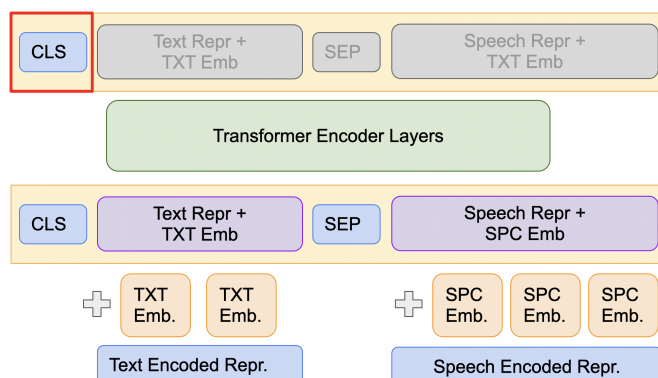 CLS
Text Repr +
TXT Emb
SEP
Speech Repr +
TXT Emb
Transformer Encoder Layers
CLS
Text Repr +
TXT Emb
SEP
Speech Repr +
SPC Emb
TXT
Emb.
TXT
Emb.
SPC
Emb.
SPC
Emb.
SPC
Emb.
Text Encoded Repr.
Speech Encoded Repr.